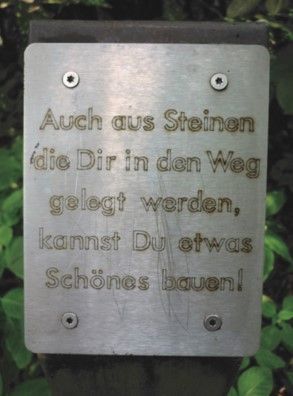 Auch aus Steinen
die Dir in den Weg
gelegt werden,
kannst Du etwas
Schönes bauen!